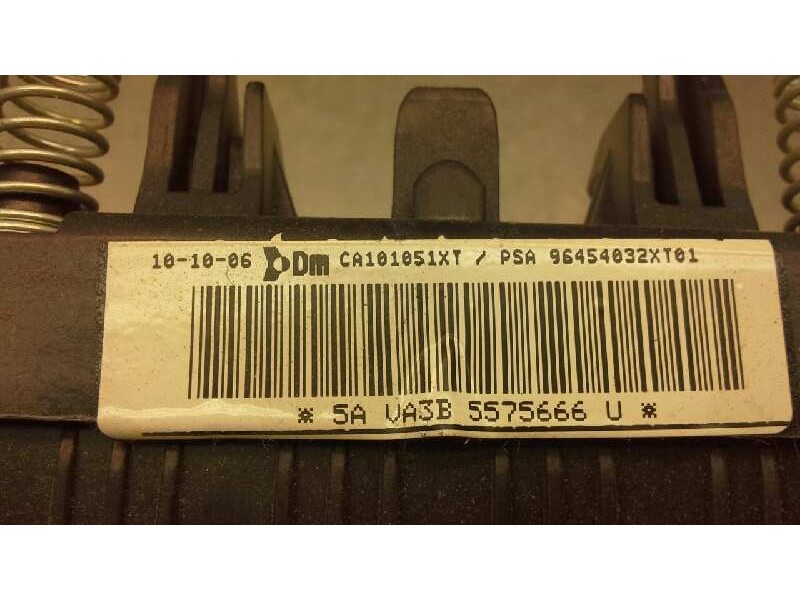 10-10-06 Dm CA101051XT / PSA 96454032XT01
* 5A VA3B 5575666 U *